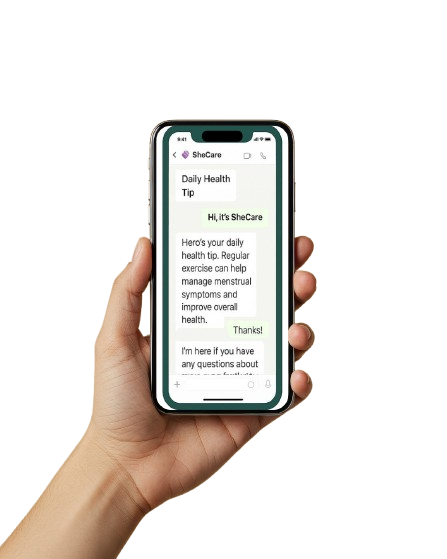 9:41
SheCare
Daily Health
Tip
Hi, it's SheCare
Hero's your daily
health tip. Regular
exercise can help
manage menstrual
symptoms and
improve overall
health.
Thanks!
I'm here if you have
any questions about